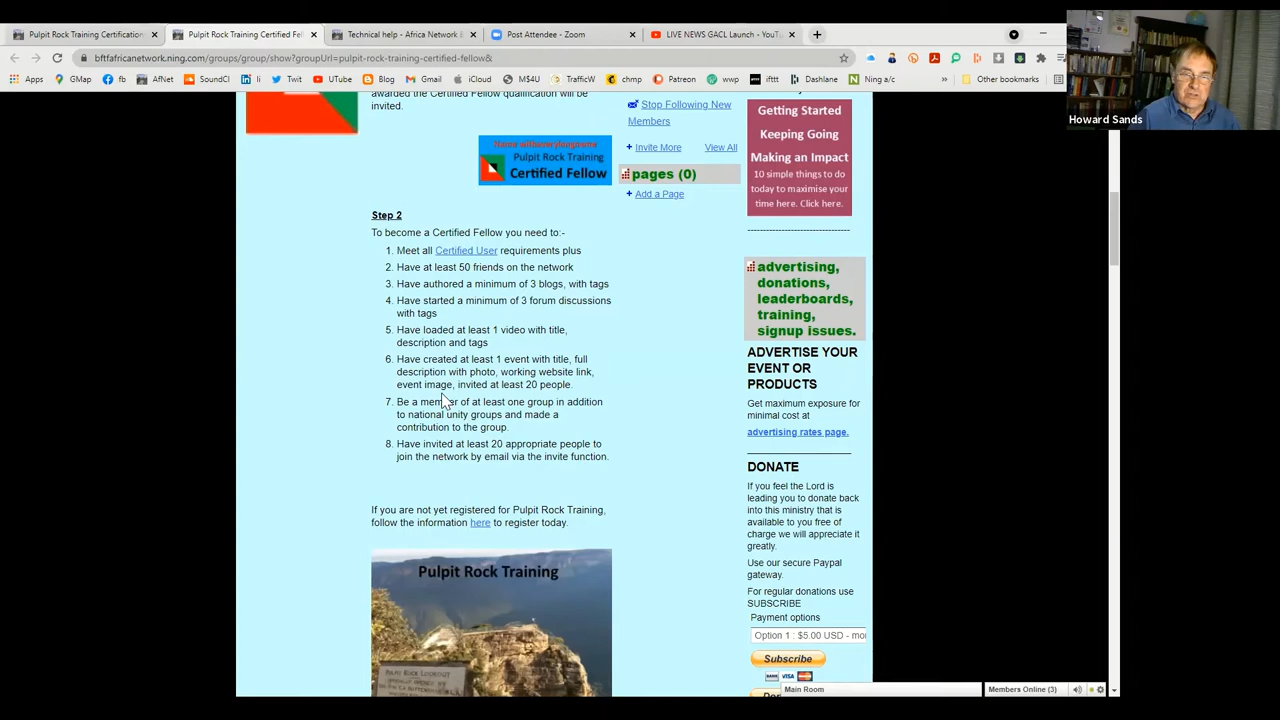 Pulpit Rock Training Certification
Pulpit Rock Training Certified Fel
Technical help - Africa Network &
Post Attendee - Zoom
LIVE NEWS GACL Launch - YouTu
bftfafricanetwork.ning.com/groups/group/show?groupUrl=pulpit-rock-training-certified-fellow&
Apps
GMap
fb
AfNet
SoundCl
li
Twit
UTube
Blog
Gmail
iCloud
M$4U
TrafficW
chmp
Patreon
wwp
ifttt
Dashlane
Ning a/c
»
Other bookmarks
Howard Sands
awarded the Certified Fellow qualification will be
invited.
Pulpit Rock Training
Certified Fellow
Step 2
To become a Certified Fellow you need to:-
1. Meet all Certified User requirements plus
2. Have at least 50 friends on the network
3. Have authored a minimum of 3 blogs, with tags
4. Have started a minimum of 3 forum discussions
with tags
5. Have loaded at least 1 video with title,
description and tags
6. Have created at least 1 event with title, full
description with photo, working website link,
event image, invited at least 20 people.
7. Be a member of at least one group in addition
to national unity groups and made a
contribution to the group.
8. Have invited at least 20 appropriate people to
join the network by email via the invite function.
If you are not yet registered for Pulpit Rock Training,
follow the information here to register today.
Pulpit Rock Training
Stop Following New
Members
+ Invite More
View All
pages (0)
+ Add a Page
Getting Started
Keeping Going
Making an Impact
10 simple things to do
today to maximise your
time here. Click here.
------------------------------
advertising,
donations,
leaderboards,
training,
signup issues.
ADVERTISE YOUR
EVENT OR
PRODUCTS
Get maximum exposure for
minimal cost at
advertising rates page.
DONATE
If you feel the Lord is
leading you to donate back
into this ministry that is
available to you free of
charge we will appreciate it
greatly.
Use our secure Paypal
gateway.
For regular donations use
SUBSCRIBE
Payment options
Option 1 : $5.00 USD - mo
Subscribe
VISA
Main Room
Members Online (3)